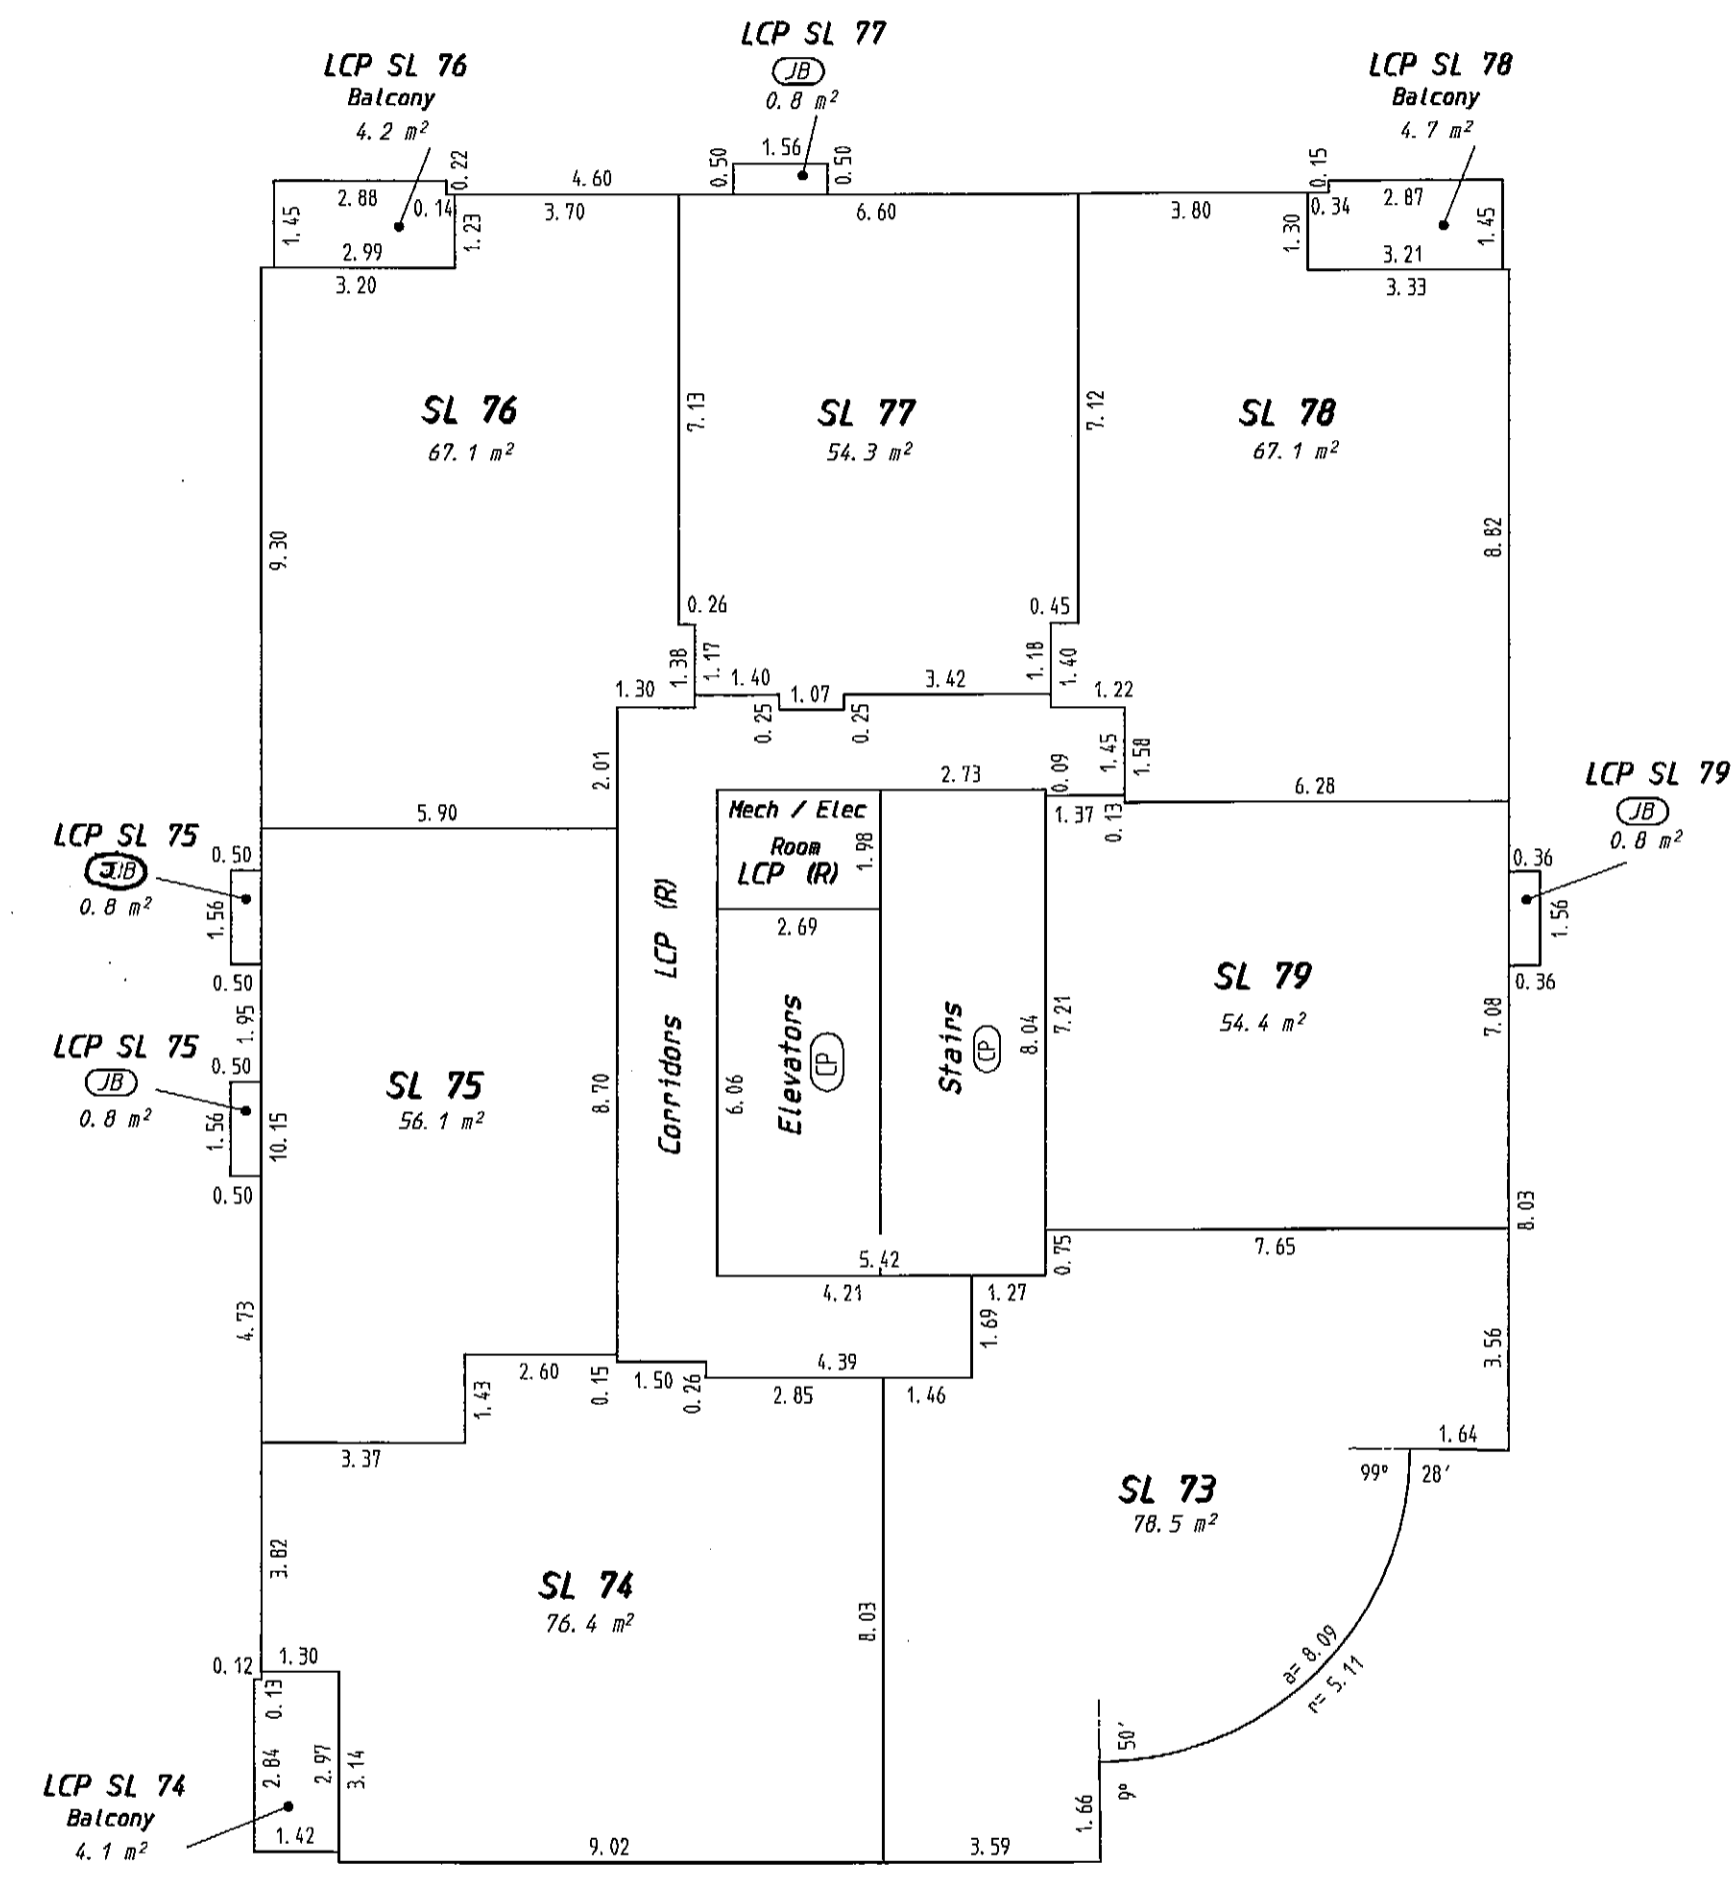 LCP SL 77
JB
0.8 m²
LCP SL 76
Balcony
4.2 m²
LCP SL 78
Balcony
4.7 m²
1.56
0.50
0.50
0.22
4.60
0.15
2.88
0.14
3.70
6.60
3.80
0.34
2.87
1.45
1.23
1.30
1.45
2.99
3.20
3.21
3.33
SL 76
67.1 m²
SL 77
54.3 m²
SL 78
67.1 m²
7.13
7.12
9.30
8.82
0.26
0.45
1.38
1.17
1.18
1.40
1.30
1.40
1.07
3.42
1.22
0.25
0.25
2.01
2.73
0.09
1.45
1.58
6.28
5.90
Mech / Elec
Room
LCP (R)
1.98
1.37
0.13
LCP SL 79
JB
0.8 m²
LCP SL 75
JB
0.8 m²
0.50
1.56
0.50
0.36
1.56
0.36
2.69
Corridors LCP (R)
SL 79
54.4 m²
1.95
LCP SL 75
JB
0.8 m²
0.50
1.56
0.50
10.15
SL 75
56.1 m²
8.70
6.06
Elevators
CP
Stairs
CP
8.04
7.21
7.08
8.03
5.42
0.75
7.65
4.21
1.27
4.73
1.69
3.56
2.60
0.15
1.50
0.26
4.39
2.85
1.46
1.43
3.37
1.64
99° 28'
SL 73
78.5 m²
3.82
SL 74
76.4 m²
8.03
a= 8.09
r= 5.11
0.12
1.30
0.13
2.84
2.97
3.14
LCP SL 74
Balcony
4.1 m²
1.42
9.02
3.59
1.66
9° 50'